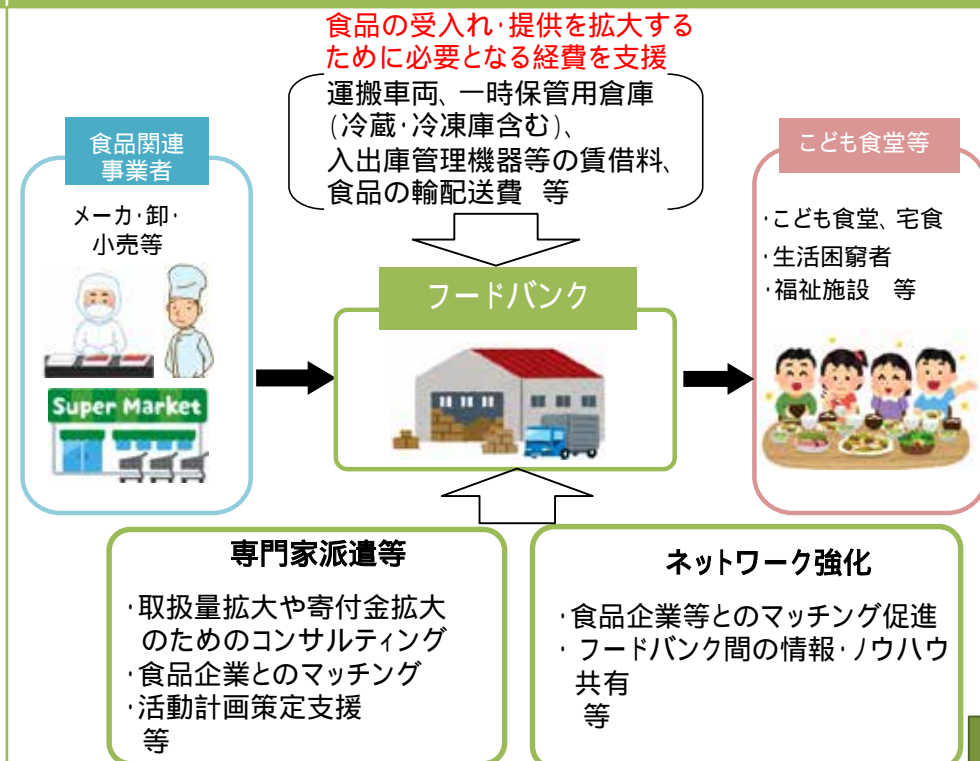 食品の受入れ・提供を拡大する
ために必要となる経費を支援
運搬車両、一時保管用倉庫
(冷蔵・冷凍庫含む)、
入出庫管理機器等の賃借料、
食品の輸配送費 等
食品関連
事業者
メーカ・卸・
小売等
Super Market
フードバンク
こども食堂等
・こども食堂、宅食
・生活困窮者
・福祉施設 等
専門家派遣等
・取扱量拡大や寄付金拡大
のためのコンサルティング
・食品企業とのマッチング
・活動計画策定支援
等
ネットワーク強化
・食品企業等とのマッチング促進
・フードバンク間の情報・ノウハウ
共有
等